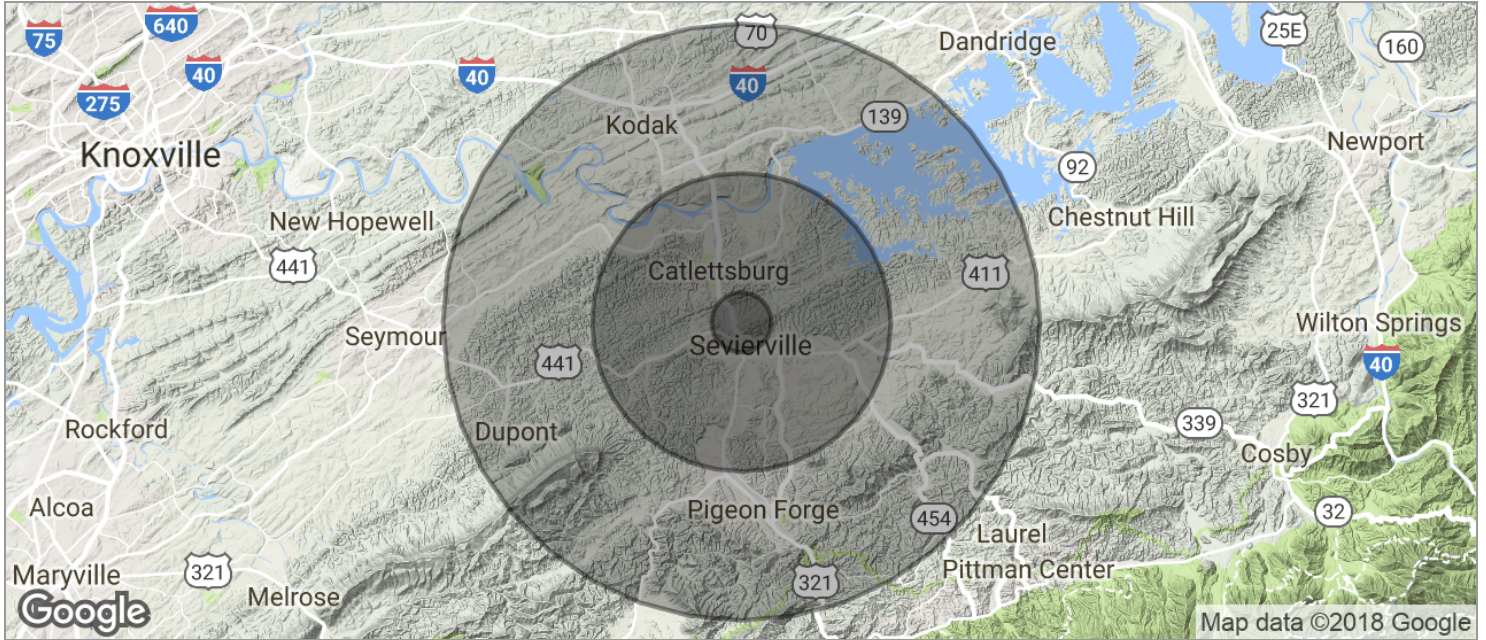 70
640
75
40
275
40
40
25E
160
Dandridge
139
Kodak
Knoxville
92
Newport
New Hopewell
Chestnut Hill
441
Catlettsburg
411
Seymour
Sevierville
Wilton Springs
441
40
321
Rockford
Dupont
339
Cosby
Alcoa
Pigeon Forge
454
32
Laurel
Pittman Center
Maryville
321
321
Melrose
Google
Map data ©2018 Google